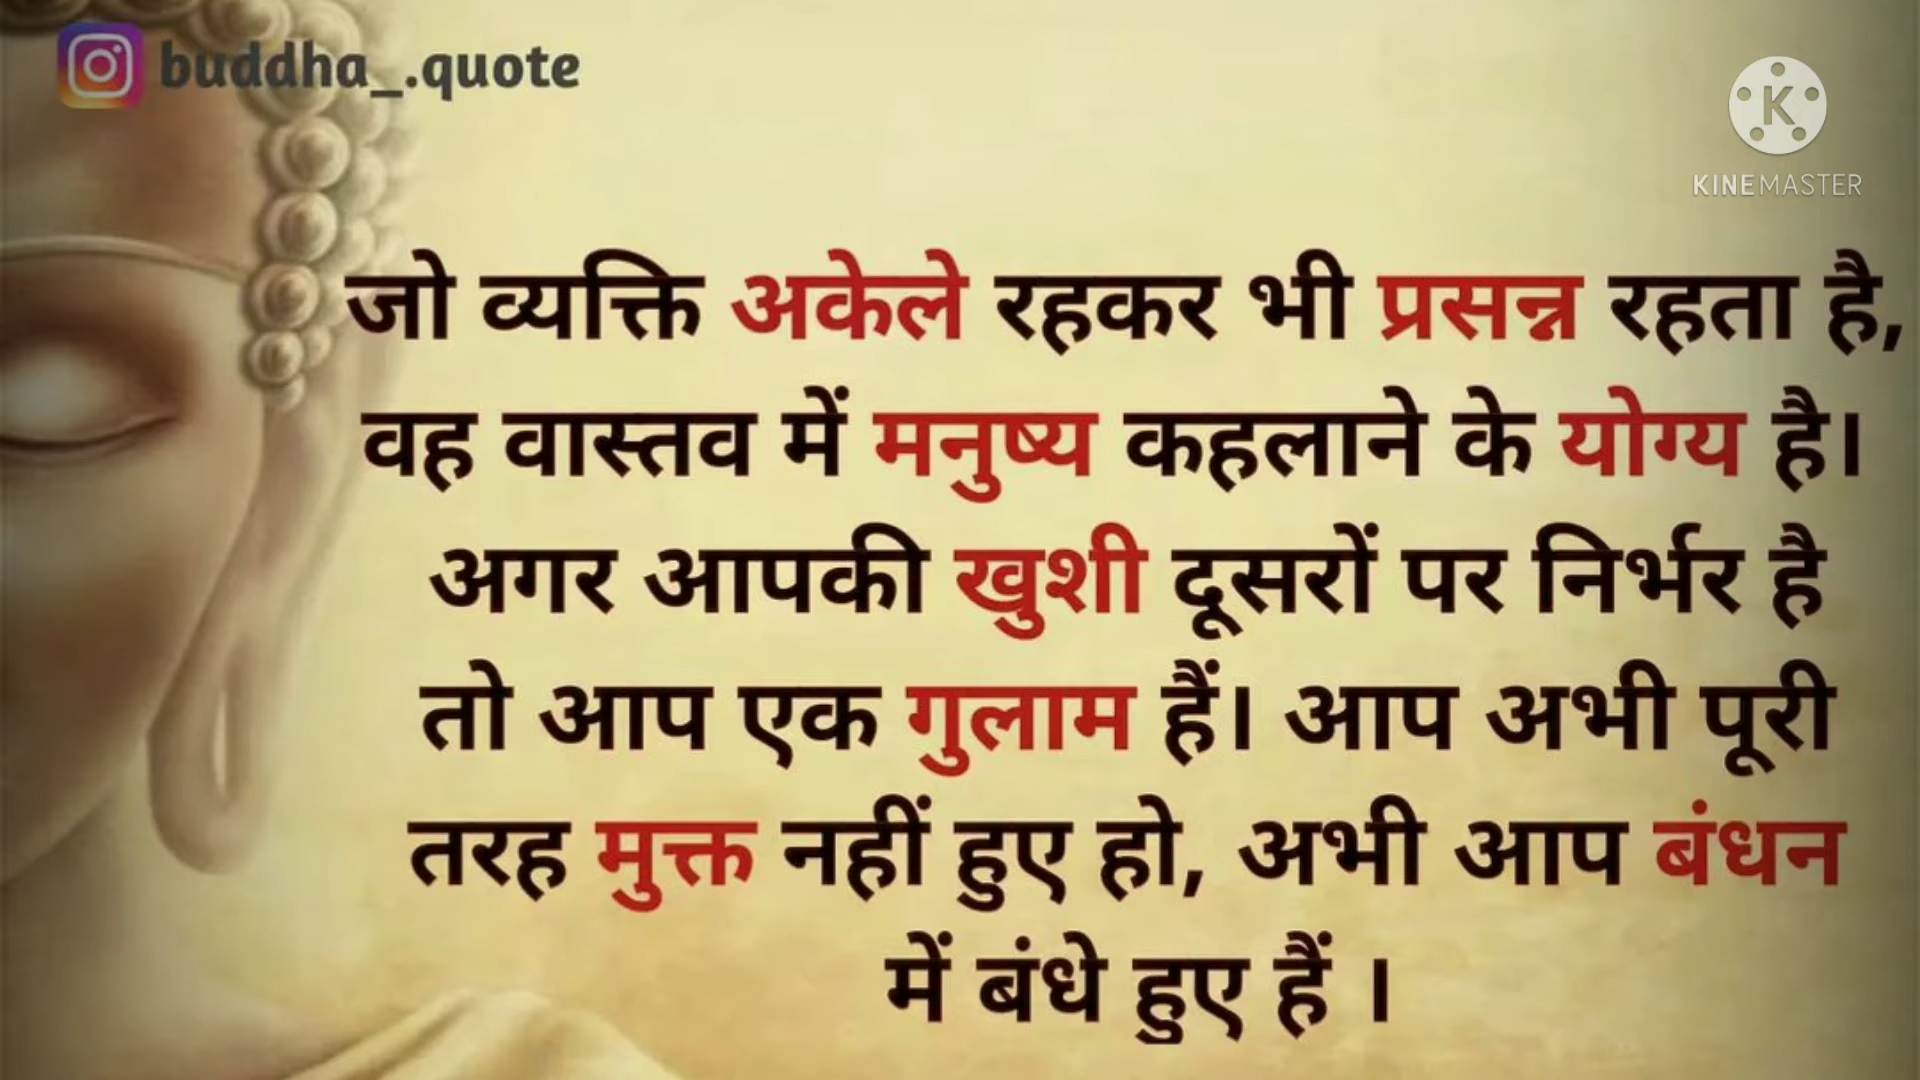 buddha_.quote
K
KINEMASTER
जो व्यक्ति अकेले रहकर भी प्रसन्न रहता है,
वह वास्तव में मनुष्य कहलाने के योग्य है।
अगर आपकी खुशी दूसरों पर निर्भर है
तो आप एक गुलाम हैं। आप अभी पूरी
तरह मुक्त नहीं हुए हो, अभी आप बंधन
में बंधे हुए हैं ।